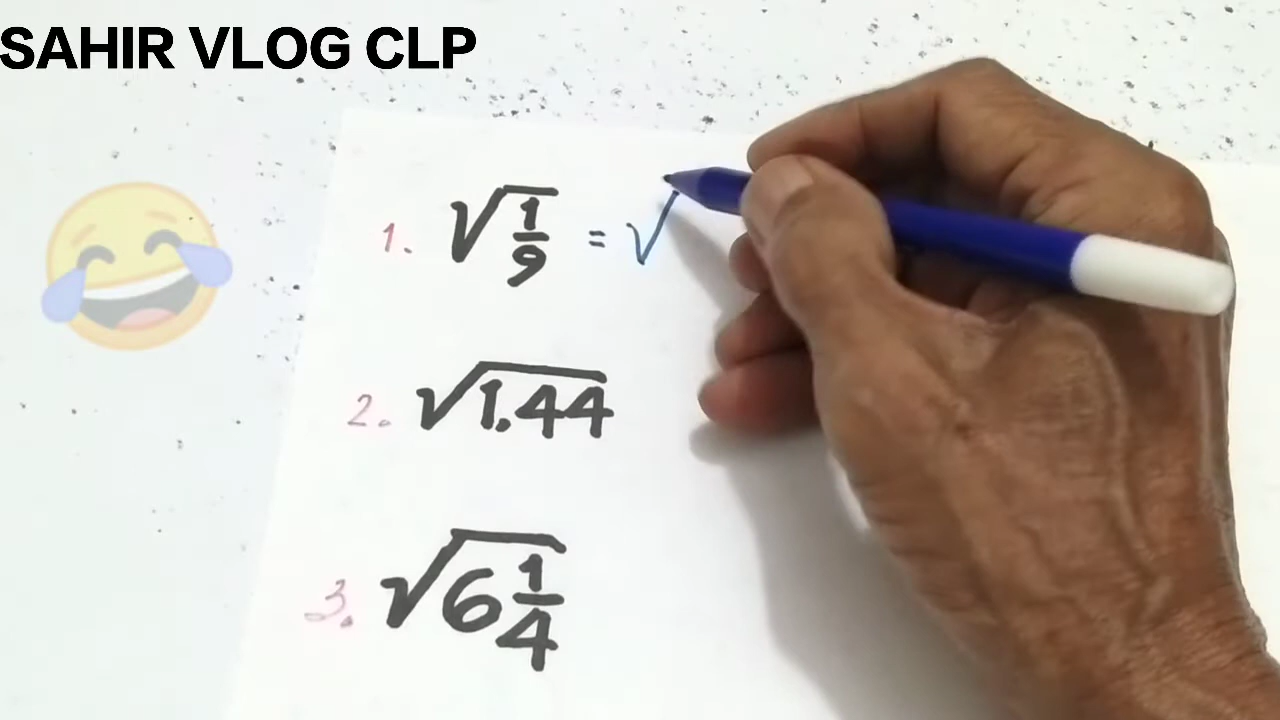 SAHIR VLOG CLP
1. √(1/9) = √
2. √1.44
3. √(6 1/4)